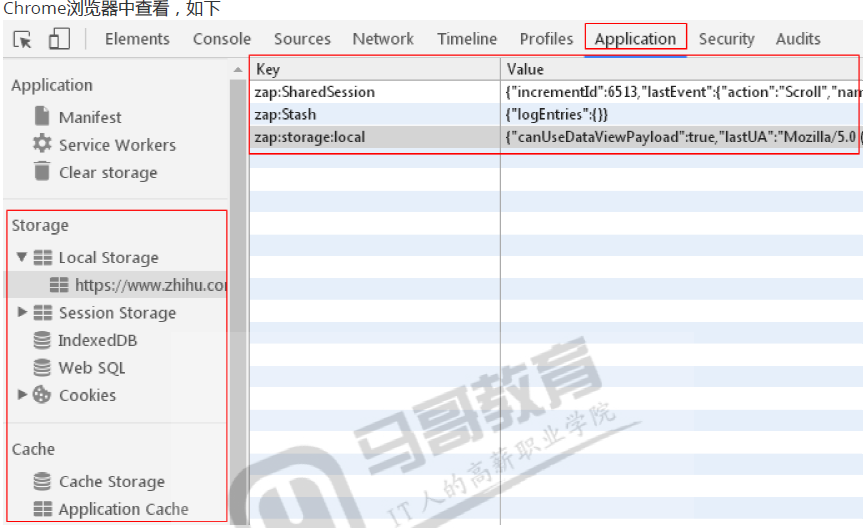 Chrome浏览器中查看，如下
Elements Console Sources Network Timeline Profiles Application Security Audits
Application
Manifest
Service Workers
Clear storage
Storage
Local Storage
https://www.zhihu.co
Session Storage
IndexedDB
Web SQL
Cookies
Cache
Cache Storage
Application Cache
Key Value
zap:SharedSession {"incrementId":6513,"lastEvent":{"action":"Scroll","nam
zap:Stash {"logEntries":{}}
zap:storage:local {"canUseDataViewPayload":true,"lastUA":"Mozilla/5.0 (
马哥教育
IT人的高薪职业学院